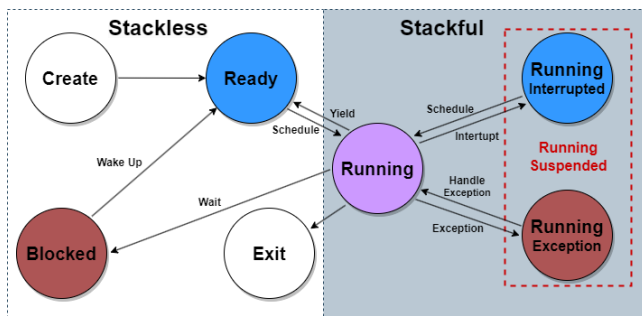 Stackless
Stackful
Create
Ready
Running
Interrupted
Yield
Schedule
Schedule
Intertupt
Running
Suspended
Wake Up
Running
Wait
Handle
Exception
Exception
Blocked
Exit
Running
Exception